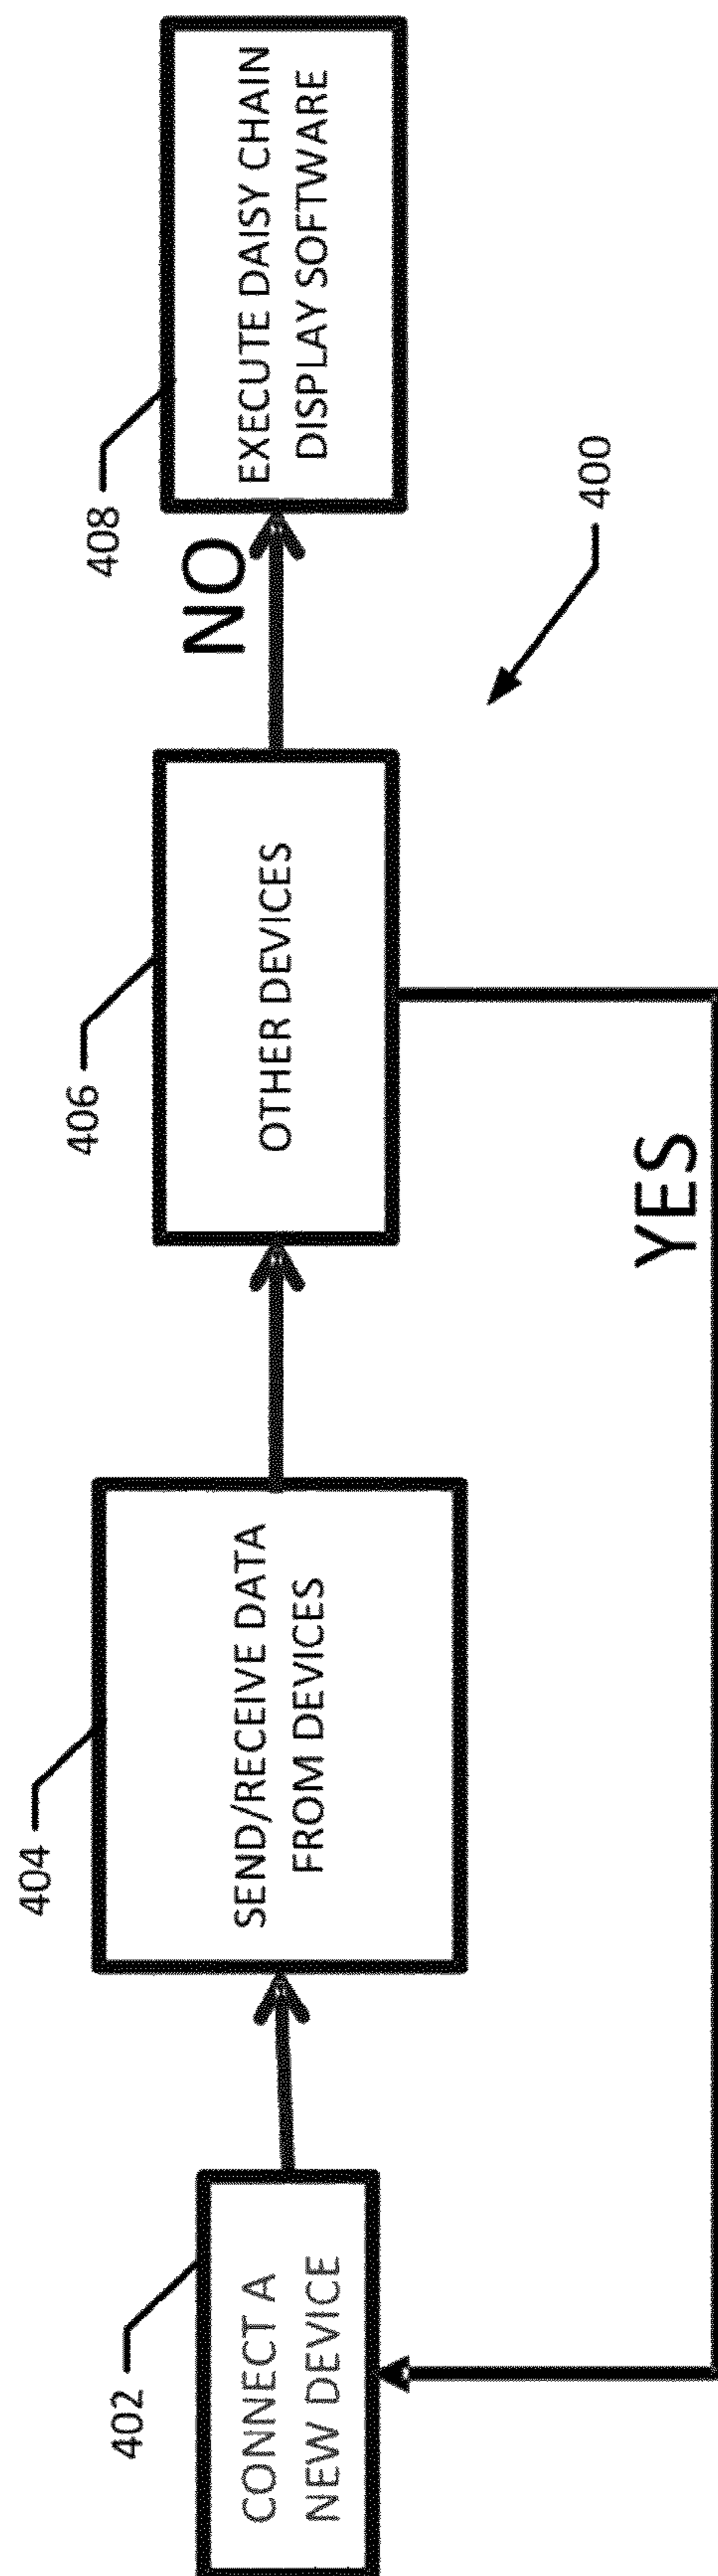 402
CONNECT A
NEW DEVICE
404
SEND/RECEIVE DATA
FROM DEVICES
406
OTHER DEVICES
YES
NO
408
EXECUTE DAISY CHAIN
DISPLAY SOFTWARE
400